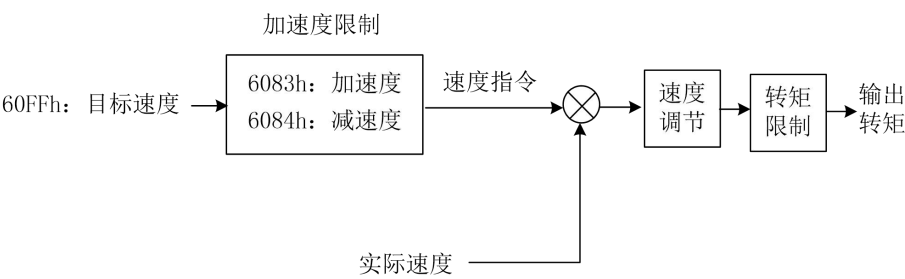 加速度限制
60FFh：目标速度
6083h：加速度
6084h：减速度
速度指令
速度
调节
转矩
限制
输出
转矩
实际速度